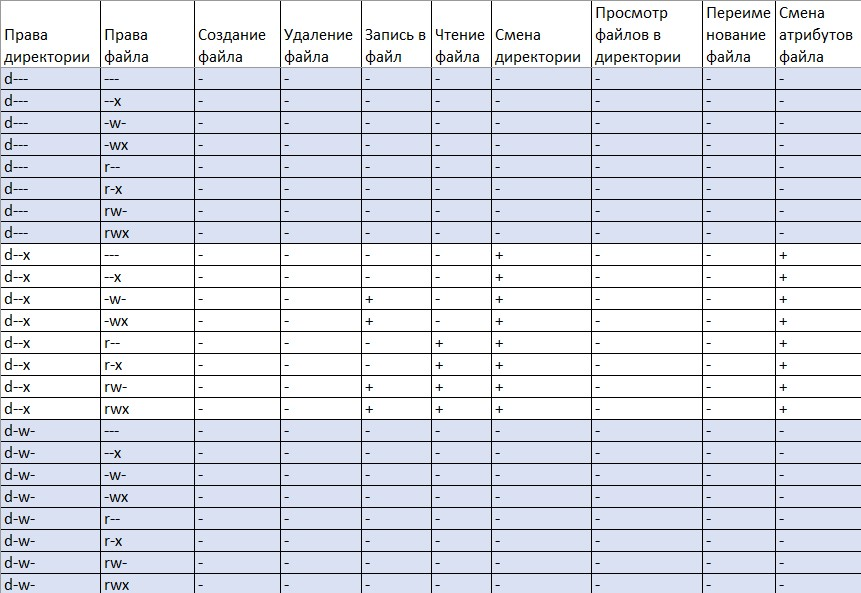 Права директории | Права файла | Создание файла | Удаление файла | Запись в файл | Чтение файла | Смена директории | Просмотр файлов в директории | Переименование файла | Смена атрибутов файла
d--- | --- | - | - | - | - | - | - | - | -
d--- | --x | - | - | - | - | - | - | - | -
d--- | -w- | - | - | - | - | - | - | - | -
d--- | -wx | - | - | - | - | - | - | - | -
d--- | r-- | - | - | - | - | - | - | - | -
d--- | r-x | - | - | - | - | - | - | - | -
d--- | rw- | - | - | - | - | - | - | - | -
d--- | rwx | - | - | - | - | - | - | - | -
d--x | --- | - | - | - | - | + | - | - | +
d--x | --x | - | - | - | - | + | - | - | +
d--x | -w- | - | - | + | - | + | - | - | +
d--x | -wx | - | - | + | - | + | - | - | +
d--x | r-- | - | - | - | + | + | - | - | +
d--x | r-x | - | - | - | + | + | - | - | +
d--x | rw- | - | - | + | + | + | - | - | +
d--x | rwx | - | - | + | + | + | - | - | +
d-w- | --- | - | - | - | - | - | - | - | -
d-w- | --x | - | - | - | - | - | - | - | -
d-w- | -w- | - | - | - | - | - | - | - | -
d-w- | -wx | - | - | - | - | - | - | - | -
d-w- | r-- | - | - | - | - | - | - | - | -
d-w- | r-x | - | - | - | - | - | - | - | -
d-w- | rw- | - | - | - | - | - | - | - | -
d-w- | rwx | - | - | - | - | - | - | - | -